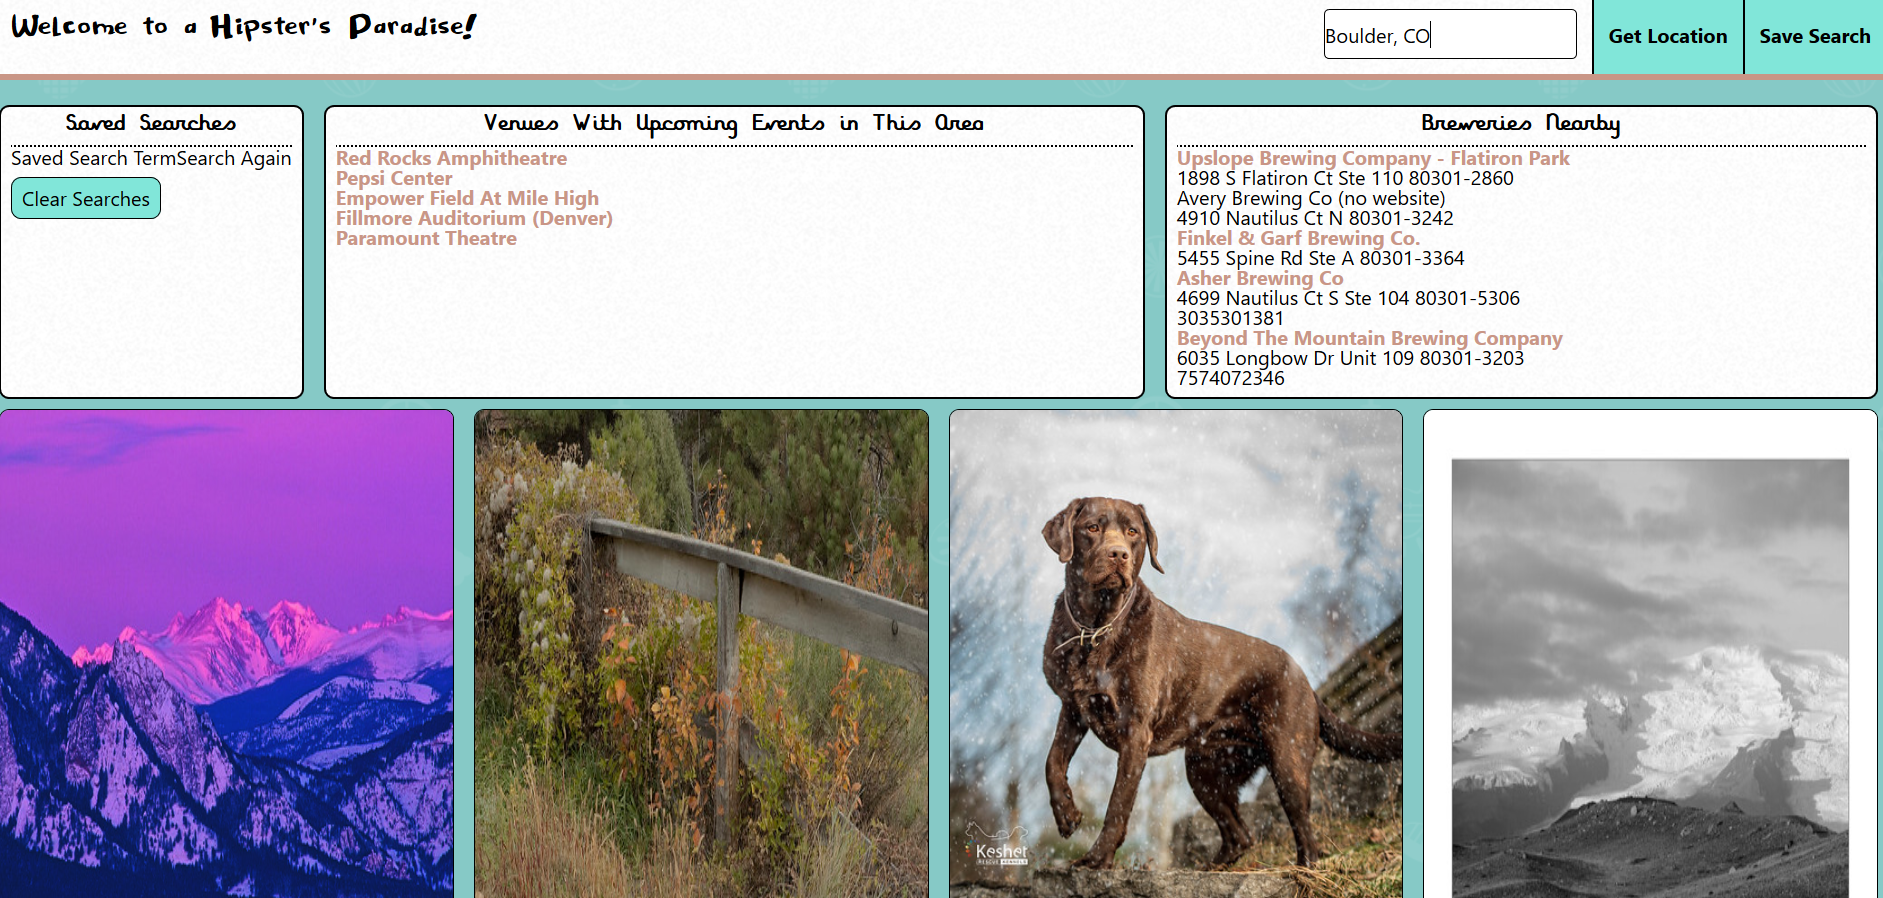 Welcome to a Hipster's Paradise!
Boulder, CO
Get Location
Save Search
Saved Searches
Saved Search TermSearch Again
Clear Searches
Venues With Upcoming Events in This Area
Red Rocks Amphitheatre
Pepsi Center
Empower Field At Mile High
Fillmore Auditorium (Denver)
Paramount Theatre
Breweries Nearby
Upslope Brewing Company - Flatiron Park
1898 S Flatiron Ct Ste 110 80301-2860
Avery Brewing Co (no website)
4910 Nautilus Ct N 80301-3242
Finkel & Garf Brewing Co.
5455 Spine Rd Ste A 80301-3364
Asher Brewing Co
4699 Nautilus Ct S Ste 104 80301-5306
3035301381
Beyond The Mountain Brewing Company
6035 Longbow Dr Unit 109 80301-3203
7574072346
Kesher